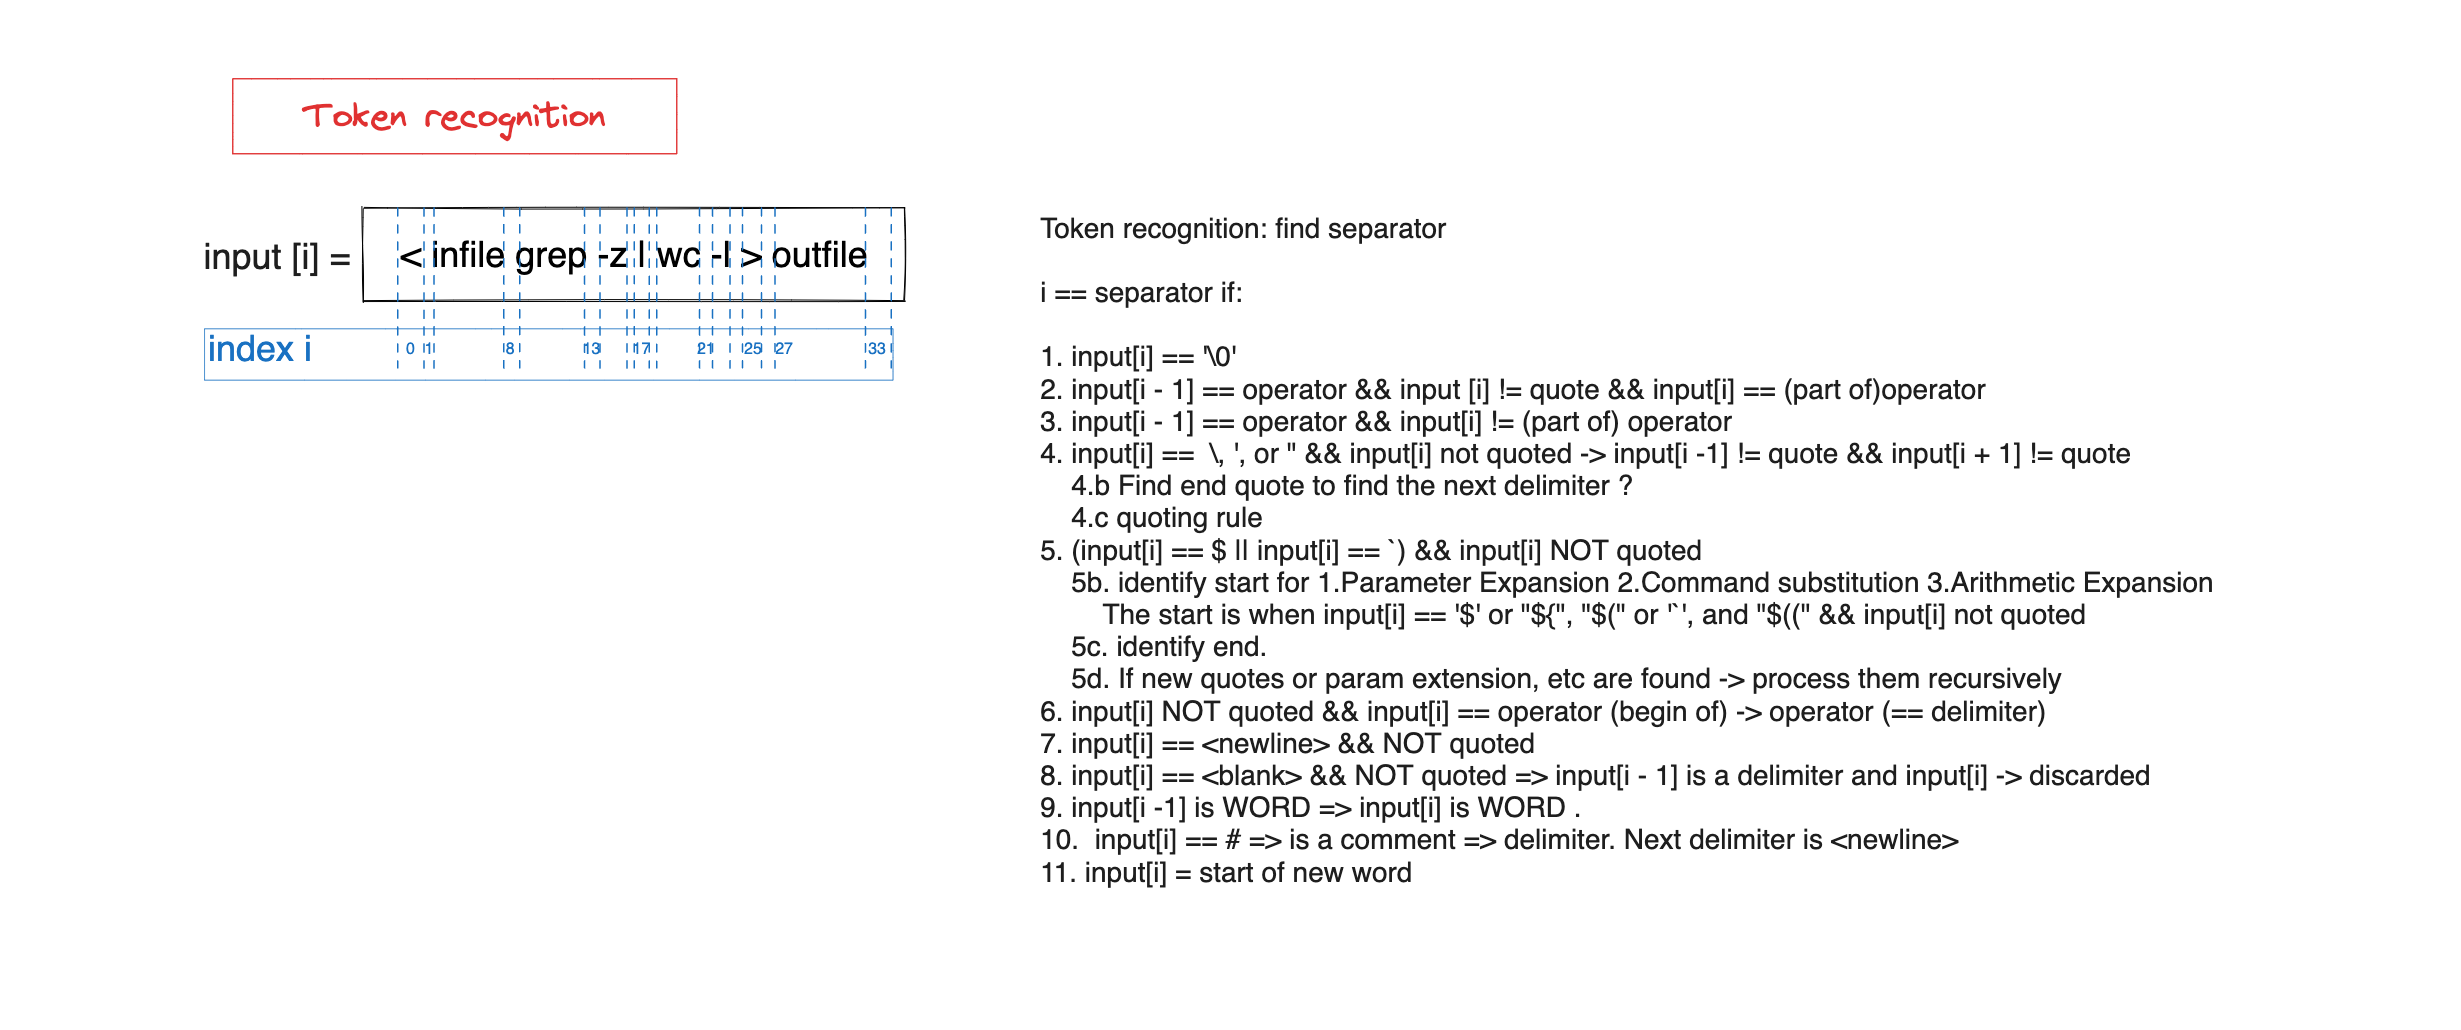 Token recognition
input [i] = < infile grep -z | wc -l > outfile
index i 0 1 8 13 17 21 25 27 33
Token recognition: find separator
i == separator if:
1. input[i] == '\0'
2. input[i - 1] == operator && input [i] != quote && input[i] == (part of)operator
3. input[i - 1] == operator && input[i] != (part of) operator
4. input[i] ==  \, ', or " && input[i] not quoted -> input[i -1] != quote && input[i + 1] != quote
4.b Find end quote to find the next delimiter ?
4.c quoting rule
5. (input[i] == $ || input[i] == `) && input[i] NOT quoted
5b. identify start for 1.Parameter Expansion 2.Command substitution 3.Arithmetic Expansion
The start is when input[i] == '$' or "${", "$(" or '`', and "$((" && input[i] not quoted
5c. identify end.
5d. If new quotes or param extension, etc are found -> process them recursively
6. input[i] NOT quoted && input[i] == operator (begin of) -> operator (== delimiter)
7. input[i] == <newline> && NOT quoted
8. input[i] == <blank> && NOT quoted => input[i - 1] is a delimiter and input[i] -> discarded
9. input[i -1] is WORD => input[i] is WORD .
10.  input[i] == # => is a comment => delimiter. Next delimiter is <newline>
11. input[i] = start of new word